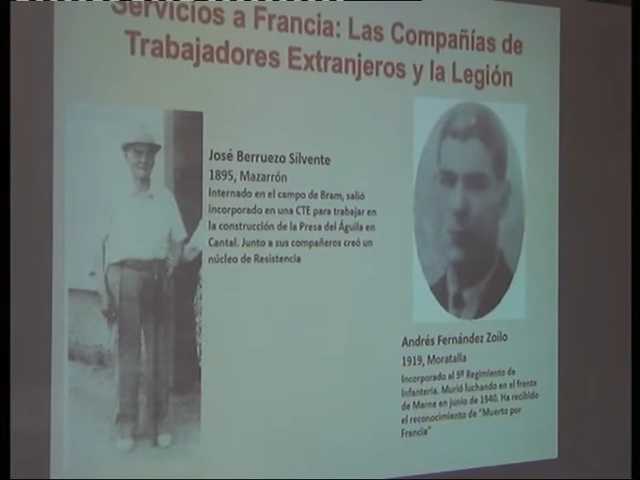 Servicios a Francia: Las Compañías de
Trabajadores Extranjeros y la Legión
José Berruezo Silvente
1895, Mazarrón
Internado en el campo de Bram, salió
incorporado en una CTE para trabajar en
la construcción de la Presa del Águila en
Cantal. Junto a sus compañeros creó un
núcleo de Resistencia
Andrés Fernández Zoilo
1919, Moratalla
Incorporado al 9º Regimiento de
Infantería. Murió luchando en el frente
de Marne en junio de 1940. Ha recibido
el reconocimiento de "Muerto por
Francia"